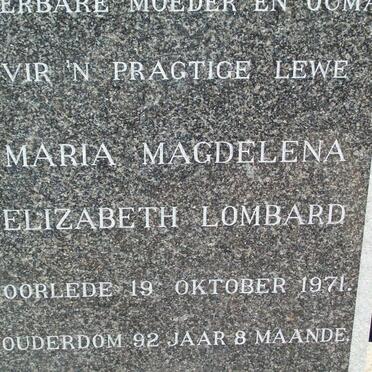 ERBARE MOEDER EN OUMA
VIR 'N PRAGTIGE LEWE
MARIA MAGDELENA
ELIZABETH LOMBARD
OORLEDE 19 OKTOBER 1971.
OUDERDOM 92 JAAR 8 MAANDE.